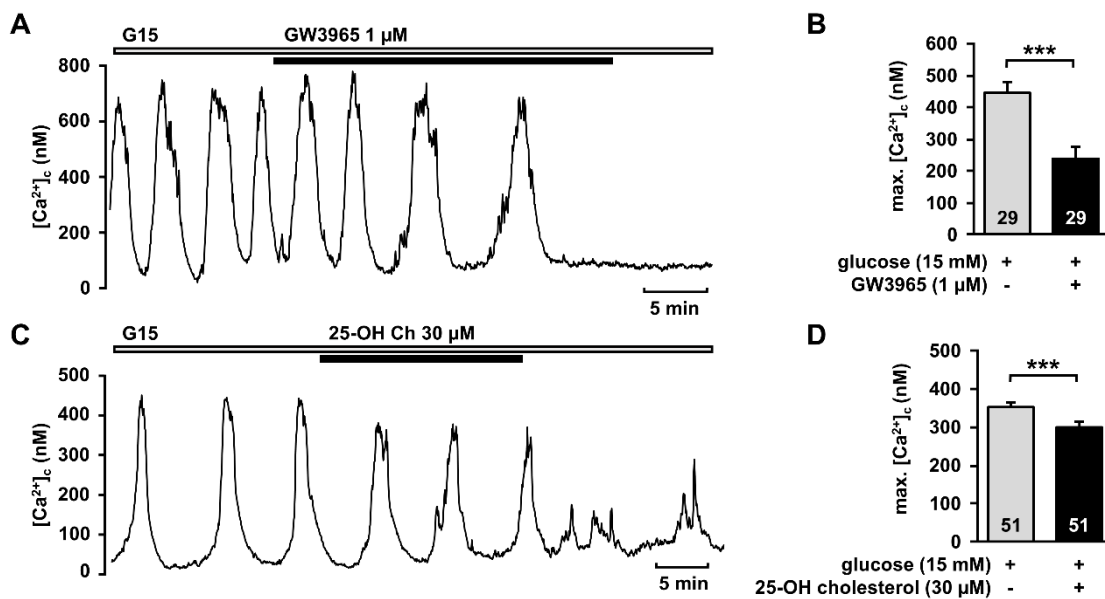 A
G15 GW3965 1 µM
800
600
400
200
0
[Ca²⁺]c (nM)
5 min
B
600
500
400
300
200
100
0
max. [Ca²⁺]c (nM)
***
29 29
glucose (15 mM) + +
GW3965 (1 µM) - +
C
G15 25-OH Ch 30 µM
500
400
300
200
100
0
[Ca²⁺]c (nM)
5 min
D
500
400
300
200
100
0
max. [Ca²⁺]c (nM)
***
51 51
glucose (15 mM) + +
25-OH cholesterol (30 µM) - +